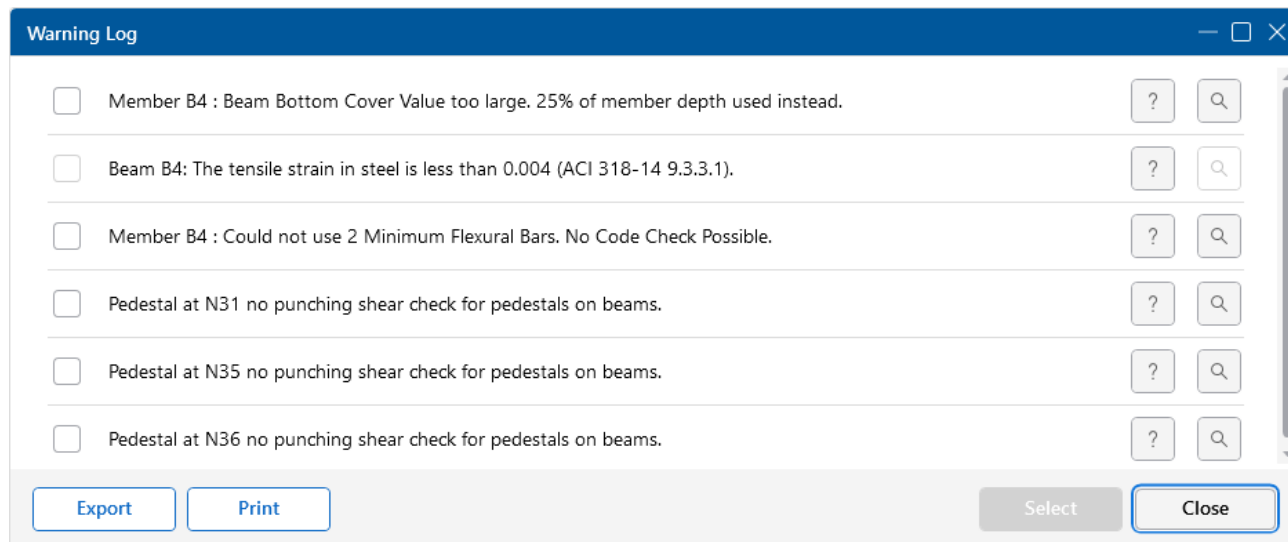 Warning Log
Member B4 : Beam Bottom Cover Value too large. 25% of member depth used instead.
?
Beam B4: The tensile strain in steel is less than 0.004 (ACI 318-14 9.3.3.1).
?
Member B4 : Could not use 2 Minimum Flexural Bars. No Code Check Possible.
?
Pedestal at N31 no punching shear check for pedestals on beams.
?
Pedestal at N35 no punching shear check for pedestals on beams.
?
Pedestal at N36 no punching shear check for pedestals on beams.
?
Export Print Select Close